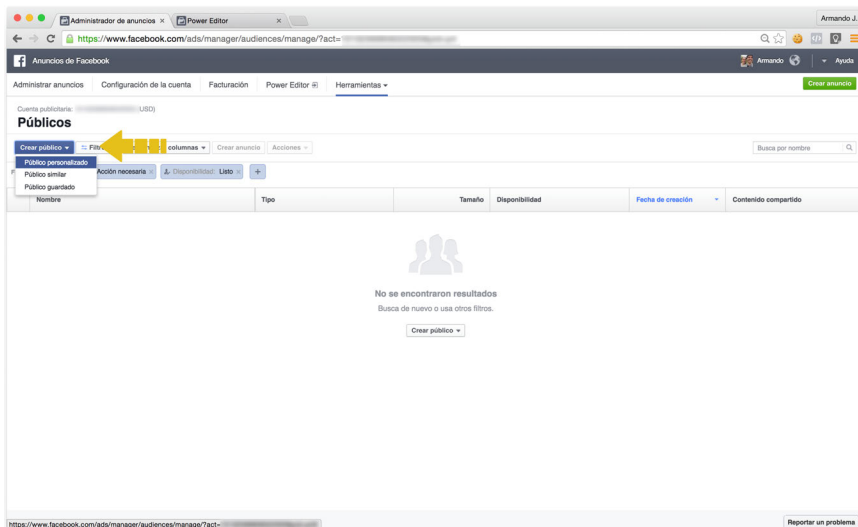 Administrador de anuncios
Power Editor
Armando J.
https://www.facebook.com/ads/manager/audiences/manage/?act=
Anuncios de Facebook
Armando
Ayuda
Administrar anuncios
Configuración de la cuenta
Facturación
Power Editor
Herramientas
Crear anuncio
Cuenta publicitaria: USD)
Públicos
Crear público
columnas
Crear anuncio
Acciones
Busca por nombre
Público personalizado
Público similar
Público guardado
Acción necesaria
Disponibilidad: Listo
Nombre
Tipo
Tamaño
Disponibilidad
Fecha de creación
Contenido compartido
No se encontraron resultados
Busca de nuevo o usa otros filtros.
Crear público
https://www.facebook.com/ads/manager/audiences/manage/?act=
Reportar un problema